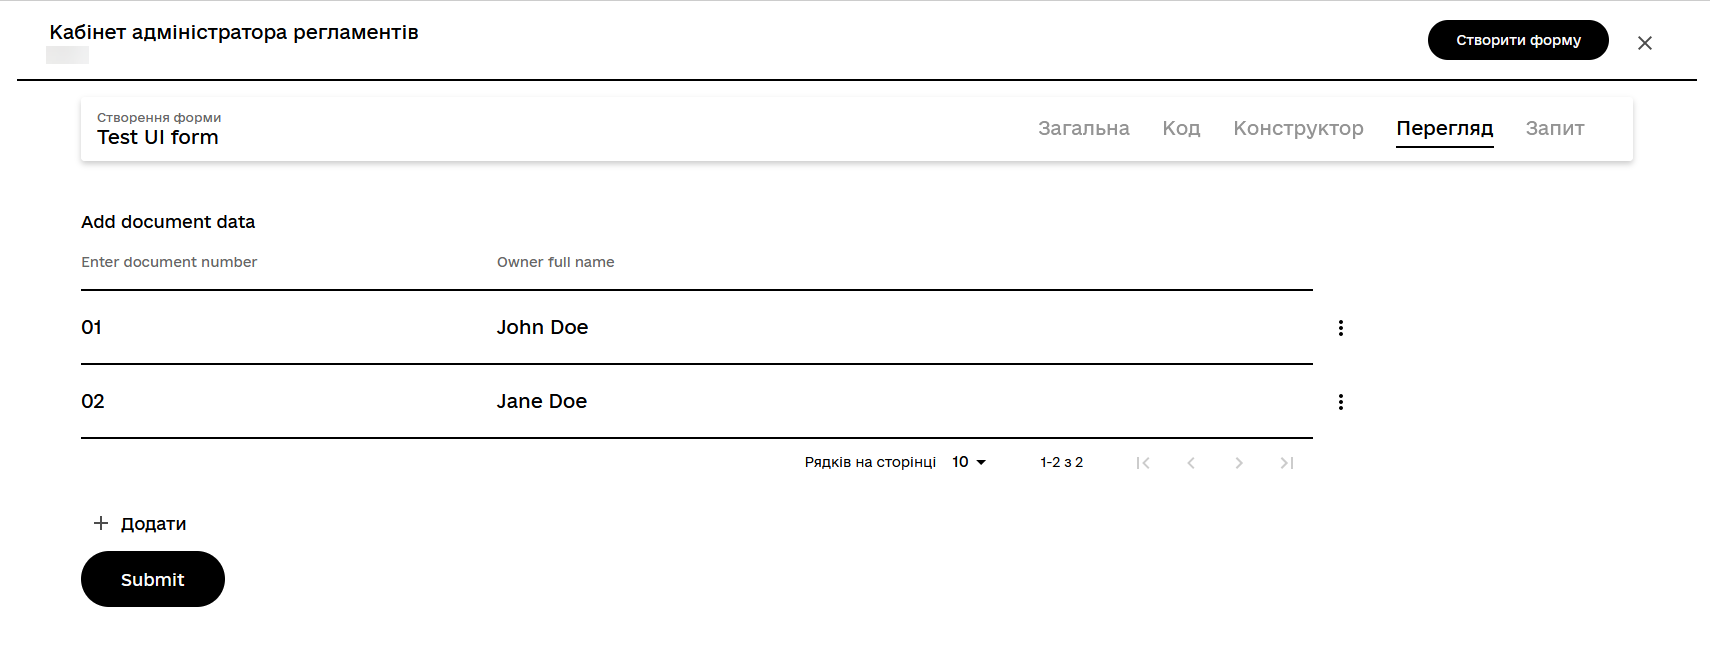 Кабінет адміністратора регламентів
Створити форму
Створення форми
Test UI form
Загальна Код Конструктор Перегляд Запит
Add document data
Enter document number Owner full name
01 John Doe
02 Jane Doe
Рядків на сторінці 10 1-2 з 2
Додати
Submit